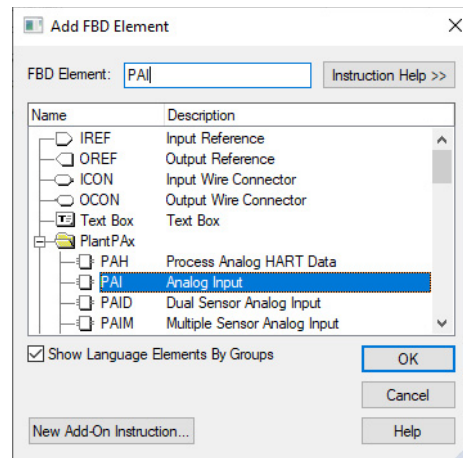 Add FBD Element
FBD Element: PAI Instruction Help >>
Name Description
IREF Input Reference
OREF Output Reference
ICON Input Wire Connector
OCON Output Wire Connector
Text Box Text Box
PlantPAx
PAH Process Analog HART Data
PAI Analog Input
PAID Dual Sensor Analog Input
PAIM Multiple Sensor Analog Input
Show Language Elements By Groups OK
Cancel
New Add-On Instruction... Help